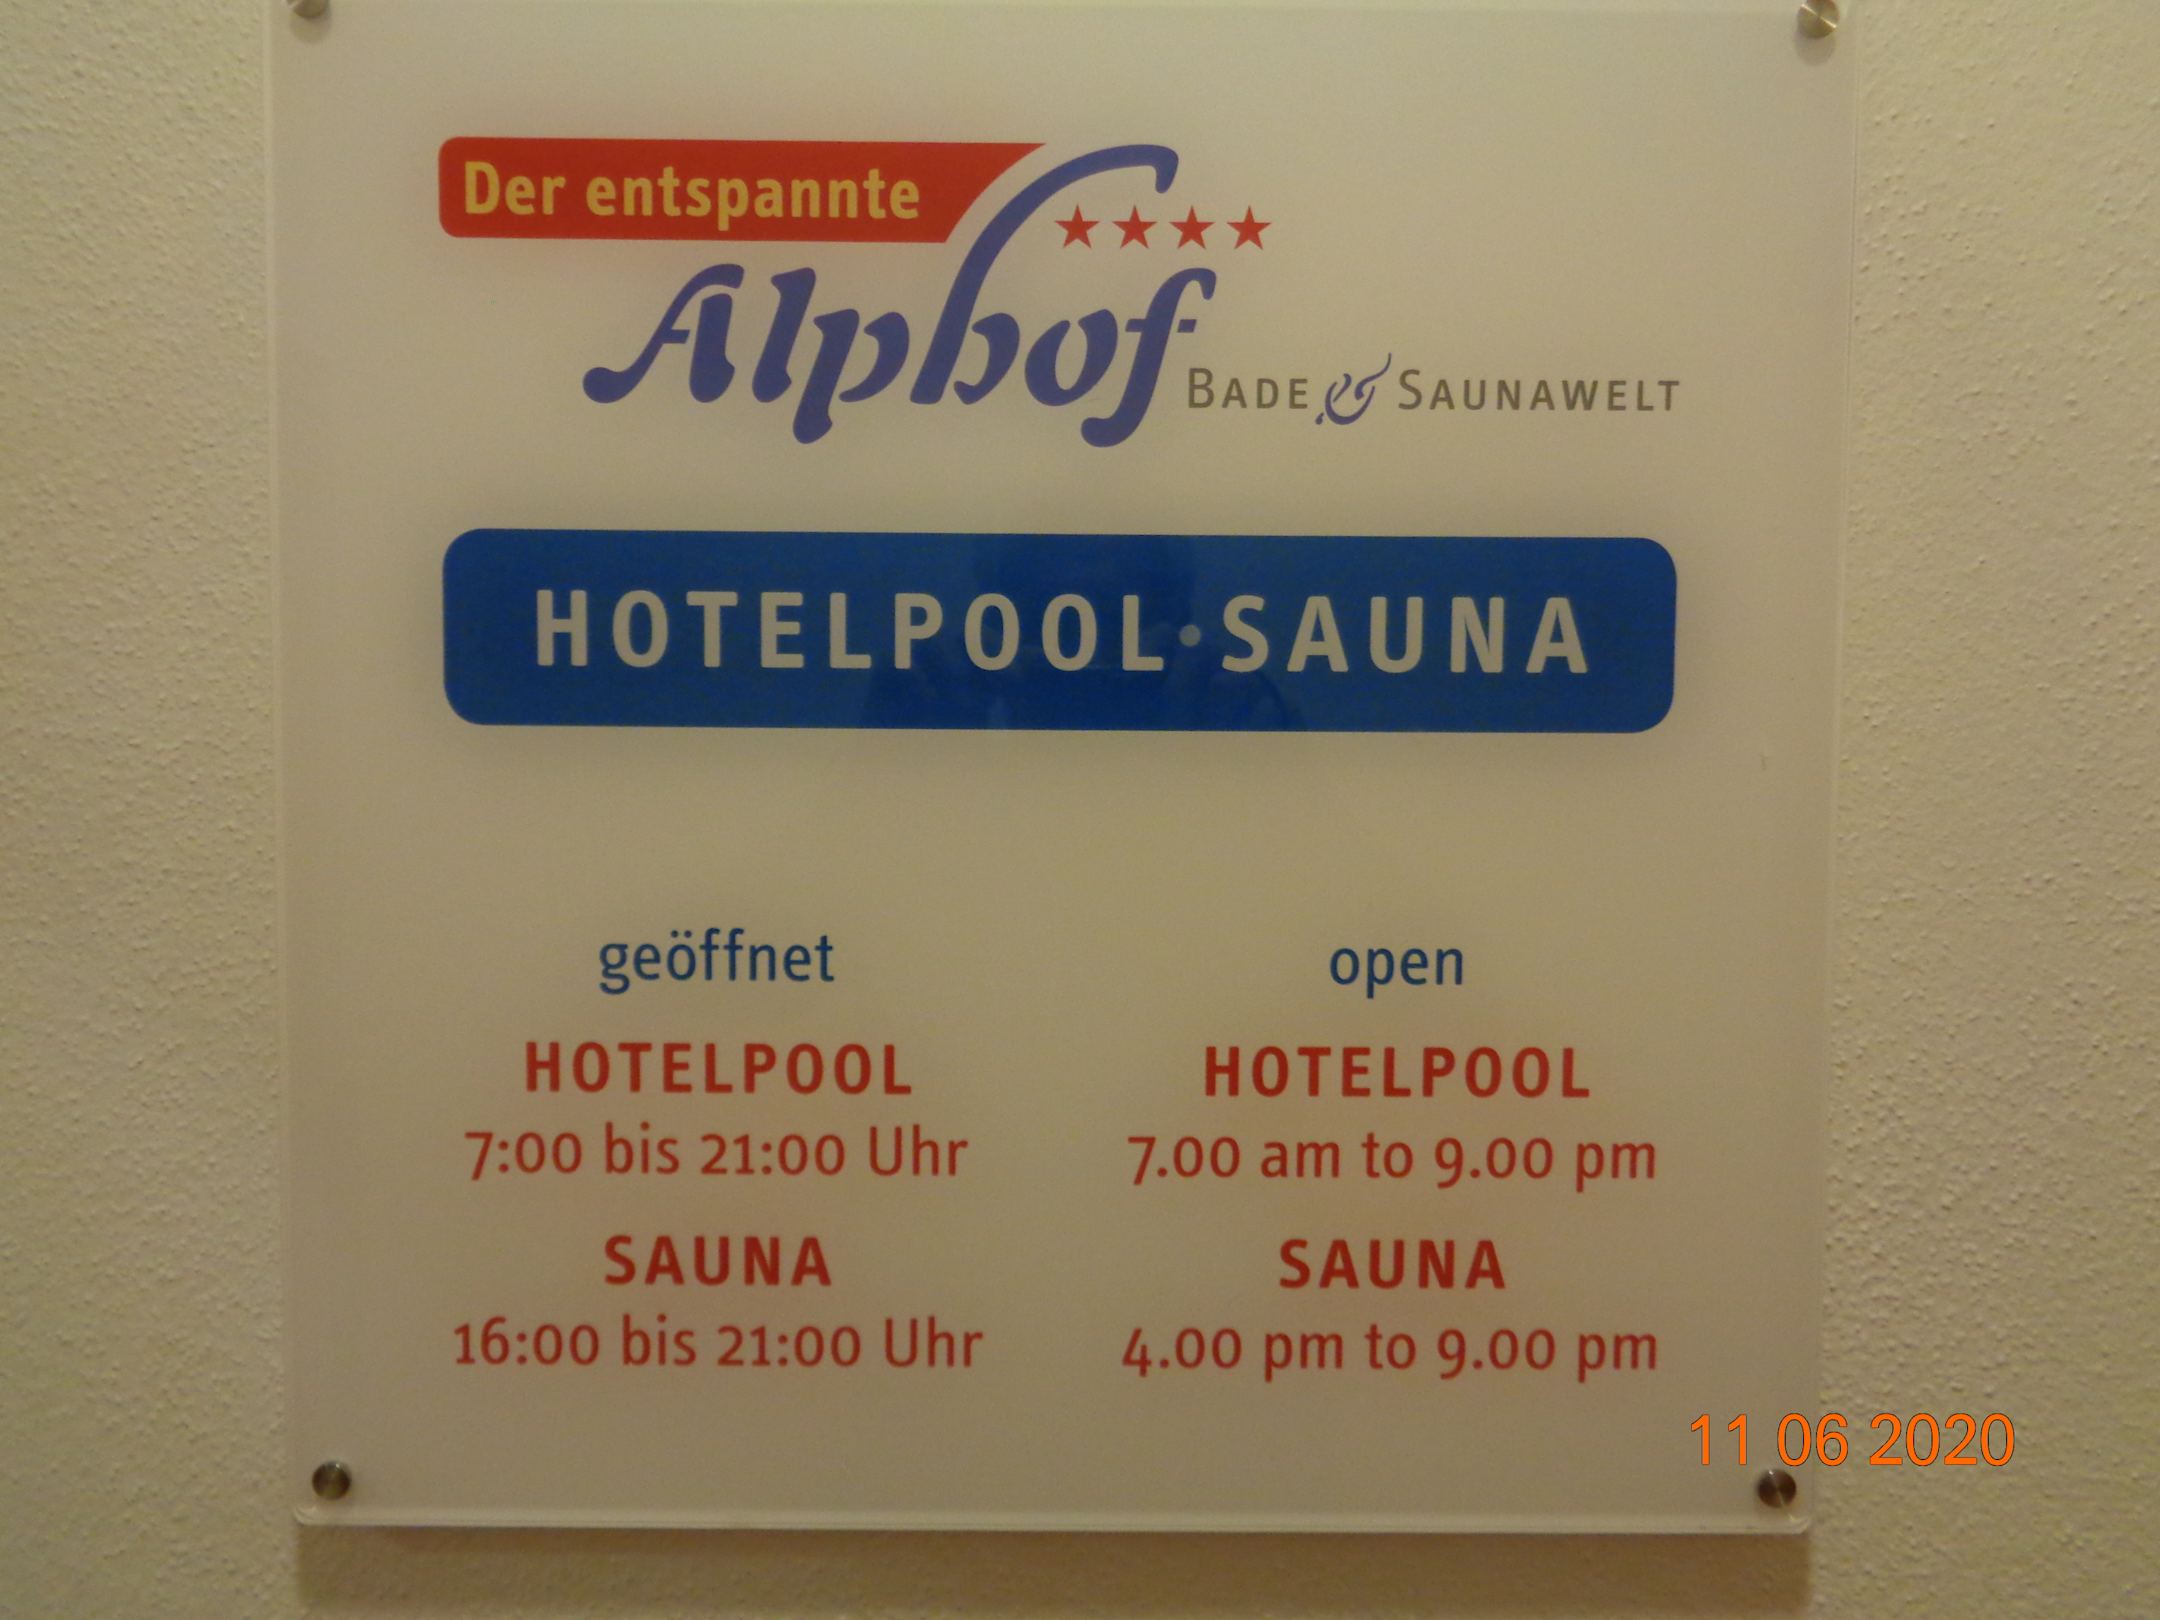 Der entspannte
★★★★
Alphof
BADE & SAUNAWELT
HOTELPOOL•SAUNA
geöffnet
HOTELPOOL
7:00 bis 21:00 Uhr
SAUNA
16:00 bis 21:00 Uhr
open
HOTELPOOL
7.00 am to 9.00 pm
SAUNA
4.00 pm to 9.00 pm
11 06 2020